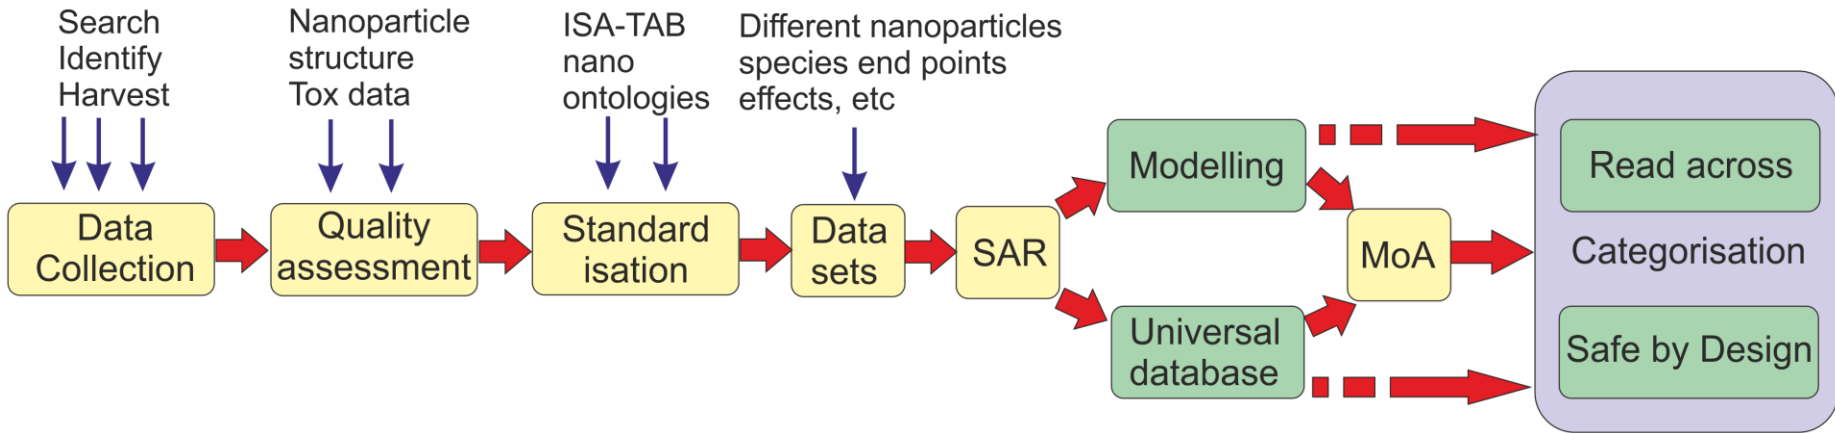 Search
Identify
Harvest
Nanoparticle
structure
Tox data
ISA-TAB
nano
ontologies
Different nanoparticles
species end points
effects, etc
Data
Collection
Quality
assessment
Standard
isation
Data
sets
SAR
Modelling
Universal
database
MoA
Read across
Categorisation
Safe by Design